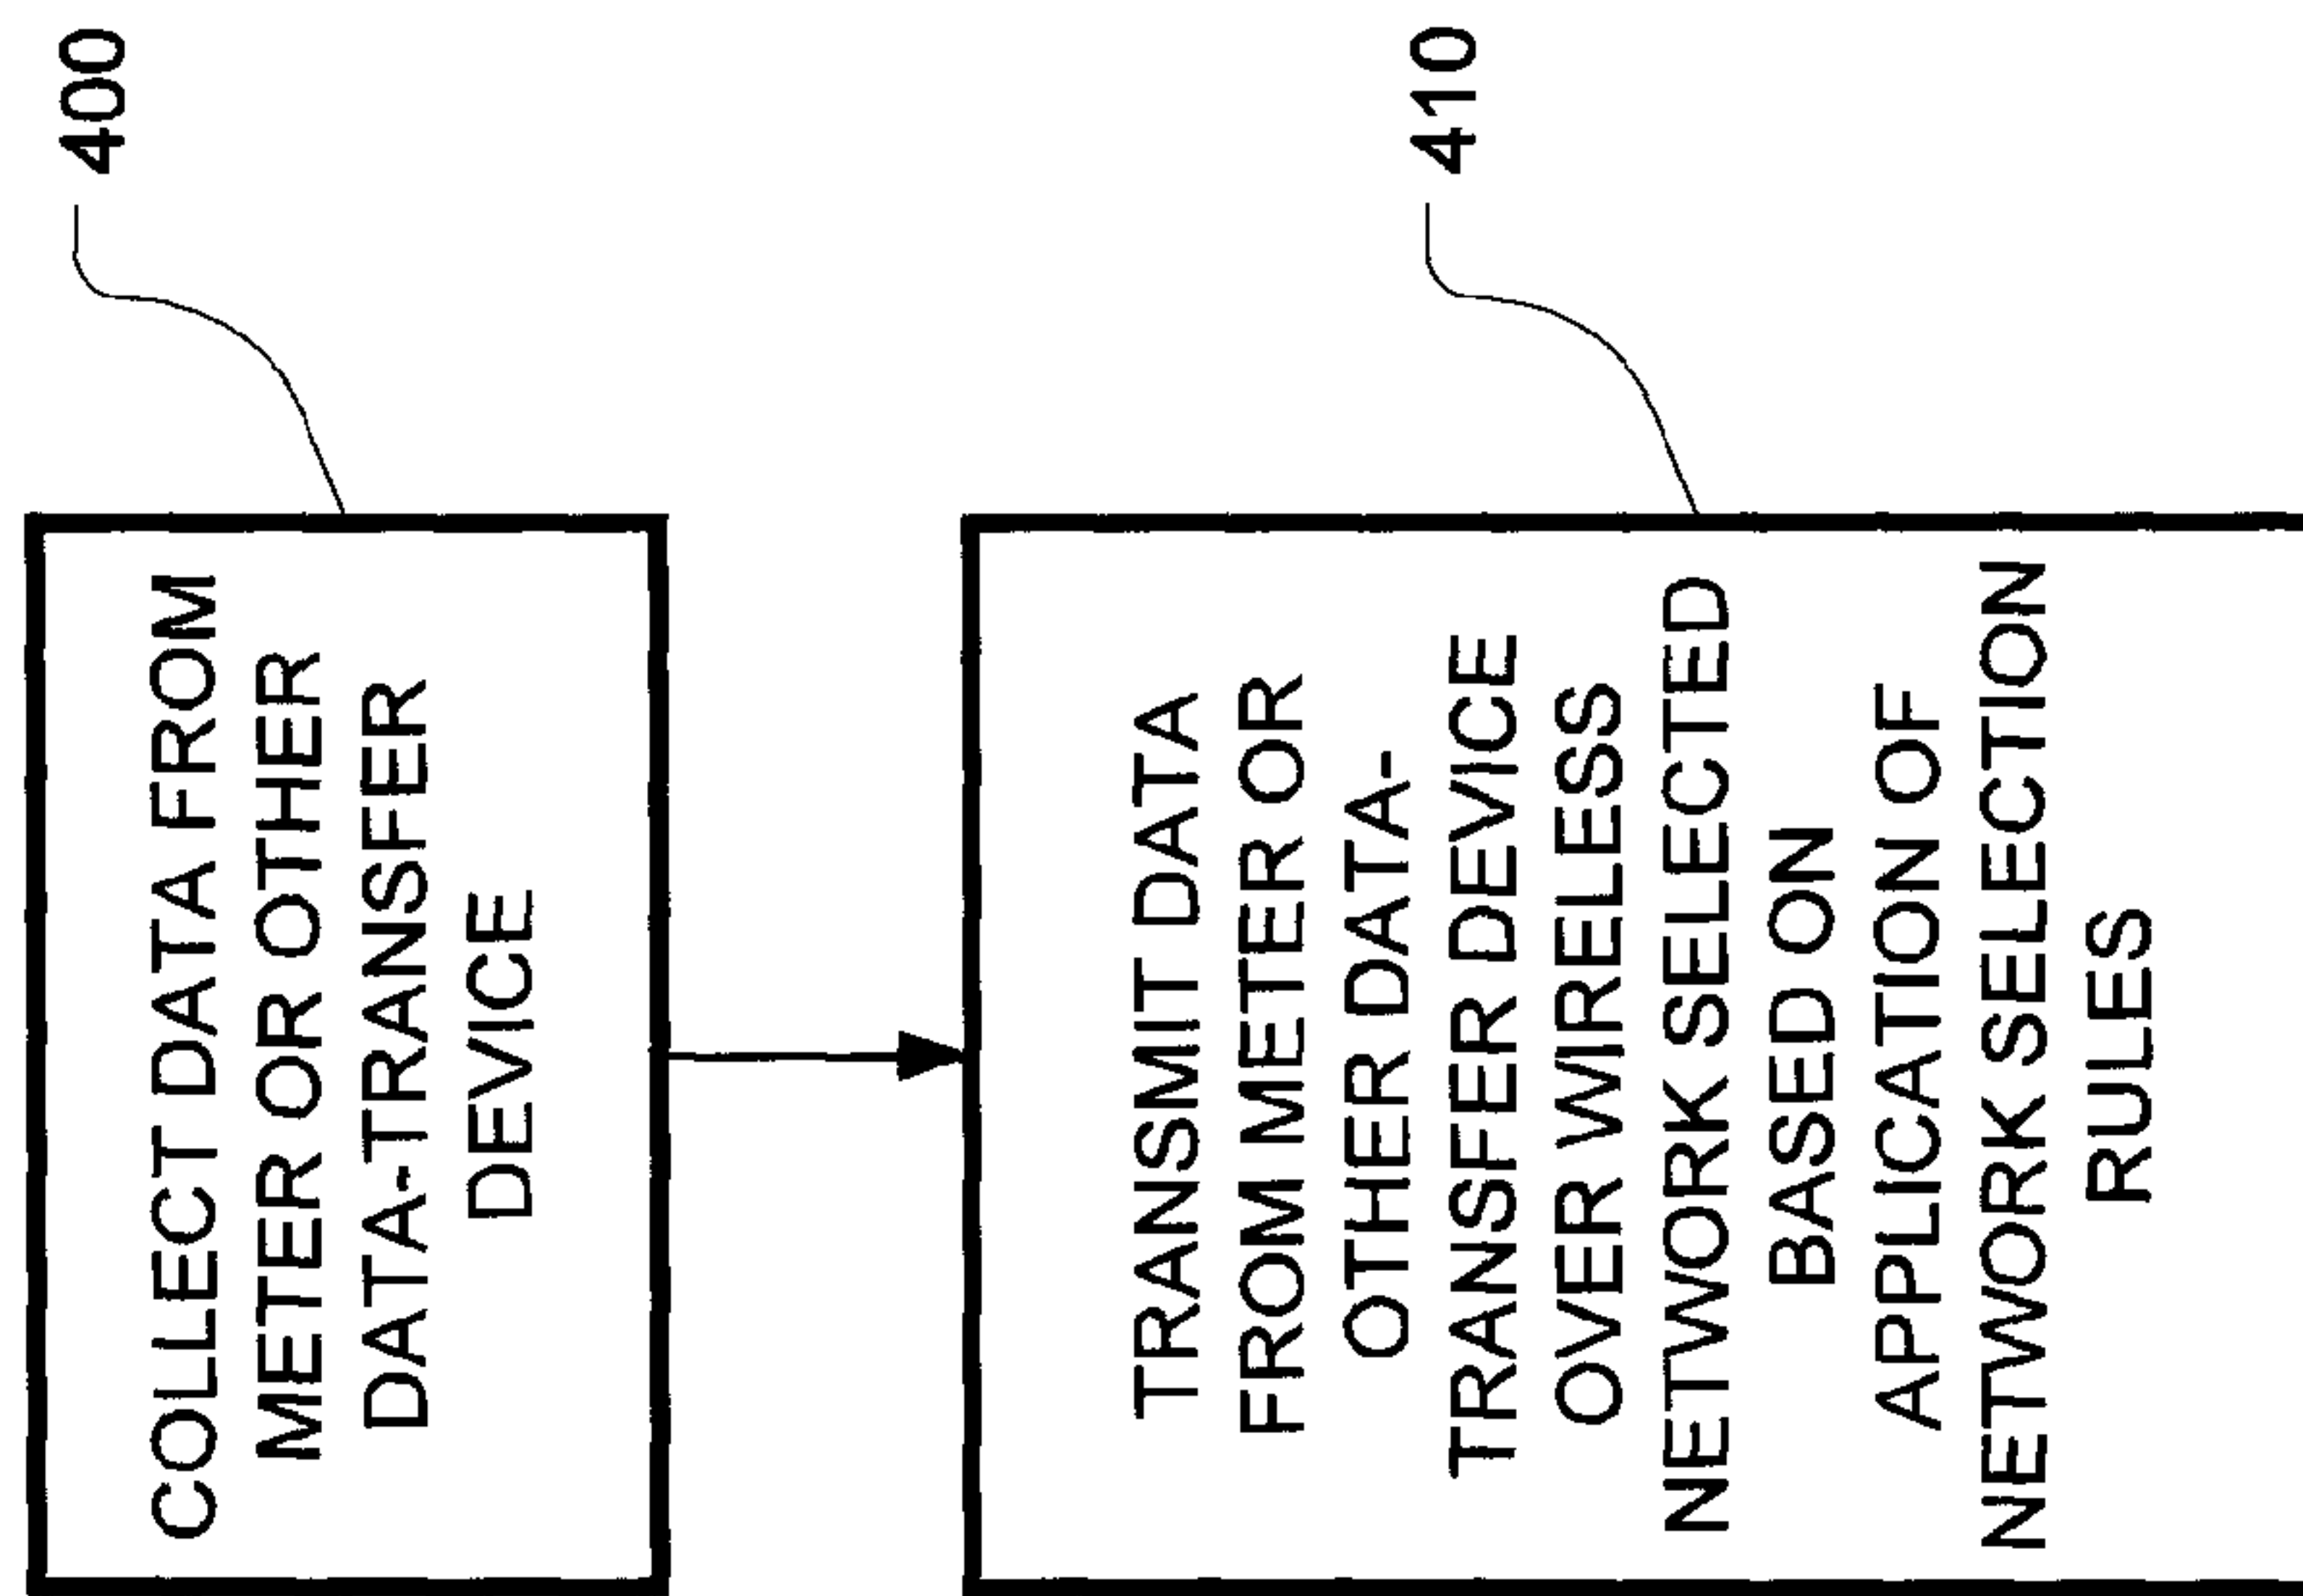 400
COLLECT DATA FROM
METER OR OTHER
DATA-TRANSFER
DEVICE
410
TRANSMIT DATA
FROM METER OR
OTHER DATA-
TRANSFER DEVICE
OVER WIRELESS
NETWORK SELECTED
BASED ON
APPLICATION OF
NETWORK SELECTION
RULES